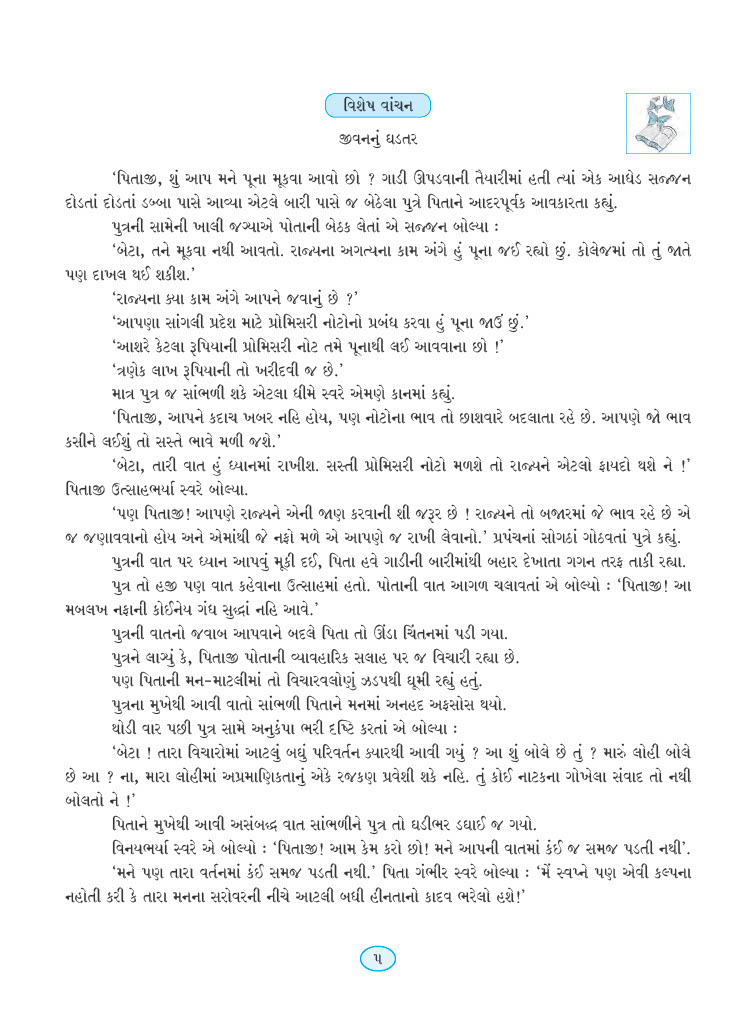 વિશેષ વાંચન
જીવનનું ઘડતર
‘પિતાજી, શું આપ મને પૂના મૂકવા આવો છો ? ગાડી ઊપડવાની તૈયારીમાં હતી ત્યાં એક આધેડ સજ્જન
દોડતાં દોડતાં ડબ્બા પાસે આવ્યા એટલે બારી પાસે જ બેઠેલા પુત્રે પિતાને આદરપૂર્વક આવકારતા કહ્યું.
પુત્રની સામેની ખાલી જગ્યાએ પોતાની બેઠક લેતાં એ સજ્જન બોલ્યા :
‘બેટા, તને મૂકવા નથી આવતો. રાજ્યના અગત્યના કામ અંગે હું પૂના જઈ રહ્યો છું. કોલેજમાં તો તું જાતે
પણ દાખલ થઈ શકીશ.’
‘રાજ્યના ક્યા કામ અંગે આપને જવાનું છે ?’
‘આપણા સાંગલી પ્રદેશ માટે પ્રોમિસરી નોટોનો પ્રબંધ કરવા હું પૂના જાઉં છું.’
‘આશરે કેટલા રૂપિયાની પ્રોમિસરી નોટ તમે પૂનાથી લઈ આવવાના છો !’
‘ત્રણેક લાખ રૂપિયાની તો ખરીદવી જ છે.’
માત્ર પુત્ર જ સાંભળી શકે એટલા ધીમે સ્વરે એમણે કાનમાં કહ્યું.
‘પિતાજી, આપને કદાચ ખબર નહિ હોય, પણ નોટોના ભાવ તો છાશવારે બદલાતા રહે છે. આપણે જો ભાવ
કસીને લઈશું તો સસ્તે ભાવે મળી જશે.’
‘બેટા, તારી વાત હું ધ્યાનમાં રાખીશ. સસ્તી પ્રોમિસરી નોટો મળશે તો રાજ્યને એટલો ફાયદો થશે ને !’
પિતાજી ઉત્સાહભર્યા સ્વરે બોલ્યા.
‘પણ પિતાજી! આપણે રાજ્યને એની જાણ કરવાની શી જરૂર છે ! રાજ્યને તો બજારમાં જે ભાવ રહે છે એ
જ જણાવવાનો હોય અને એમાંથી જે નફો મળે એ આપણે જ રાખી લેવાનો.’ પ્રપંચનાં સોગઠાં ગોઠવતાં પુત્રે કહ્યું.
પુત્રની વાત પર ધ્યાન આપવું મૂકી દઈ, પિતા હવે ગાડીની બારીમાંથી બહાર દેખાતા ગગન તરફ તાકી રહ્યા.
પુત્ર તો હજી પણ વાત કહેવાના ઉત્સાહમાં હતો. પોતાની વાત આગળ ચલાવતાં એ બોલ્યો : ‘પિતાજી! આ
મબલખ નફાની કોઈનેય ગંધ સુદ્ધાં નહિ આવે.’
પુત્રની વાતનો જવાબ આપવાને બદલે પિતા તો ઊંડા ચિંતનમાં પડી ગયા.
પુત્રને લાગ્યું કે, પિતાજી પોતાની વ્યાવહારિક સલાહ પર જ વિચારી રહ્યા છે.
પણ પિતાની મન-માટલીમાં તો વિચારવલોણું ઝડપથી ઘૂમી રહ્યું હતું.
પુત્રના મુખેથી આવી વાતો સાંભળી પિતાને મનમાં અનહદ અફસોસ થયો.
થોડી વાર પછી પુત્ર સામે અનુકંપા ભરી દૃષ્ટિ કરતાં એ બોલ્યા :
‘બેટા ! તારા વિચારોમાં આટલું બધું પરિવર્તન ક્યારથી આવી ગયું ? આ શું બોલે છે તું ? મારું લોહી બોલે
છે આ ? ના, મારા લોહીમાં અપ્રમાણિકતાનું એકે રજકણ પ્રવેશી શકે નહિ. તું કોઈ નાટકના ગોખેલા સંવાદ તો નથી
બોલતો ને !’
પિતાને મુખેથી આવી અસંબદ્ધ વાત સાંભળીને પુત્ર તો ઘડીભર ડઘાઈ જ ગયો.
વિનયભર્યા સ્વરે એ બોલ્યો : ‘પિતાજી! આમ કેમ કરો છો! મને આપની વાતમાં કંઈ જ સમજ પડતી નથી’.
‘મને પણ તારા વર્તનમાં કંઈ સમજ પડતી નથી.’ પિતા ગંભીર સ્વરે બોલ્યા : ‘મેં સ્વપ્ને પણ એવી કલ્પના
નહોતી કરી કે તારા મનના સરોવરની નીચે આટલી બધી હીનતાનો કાદવ ભરેલો હશે!’
૫